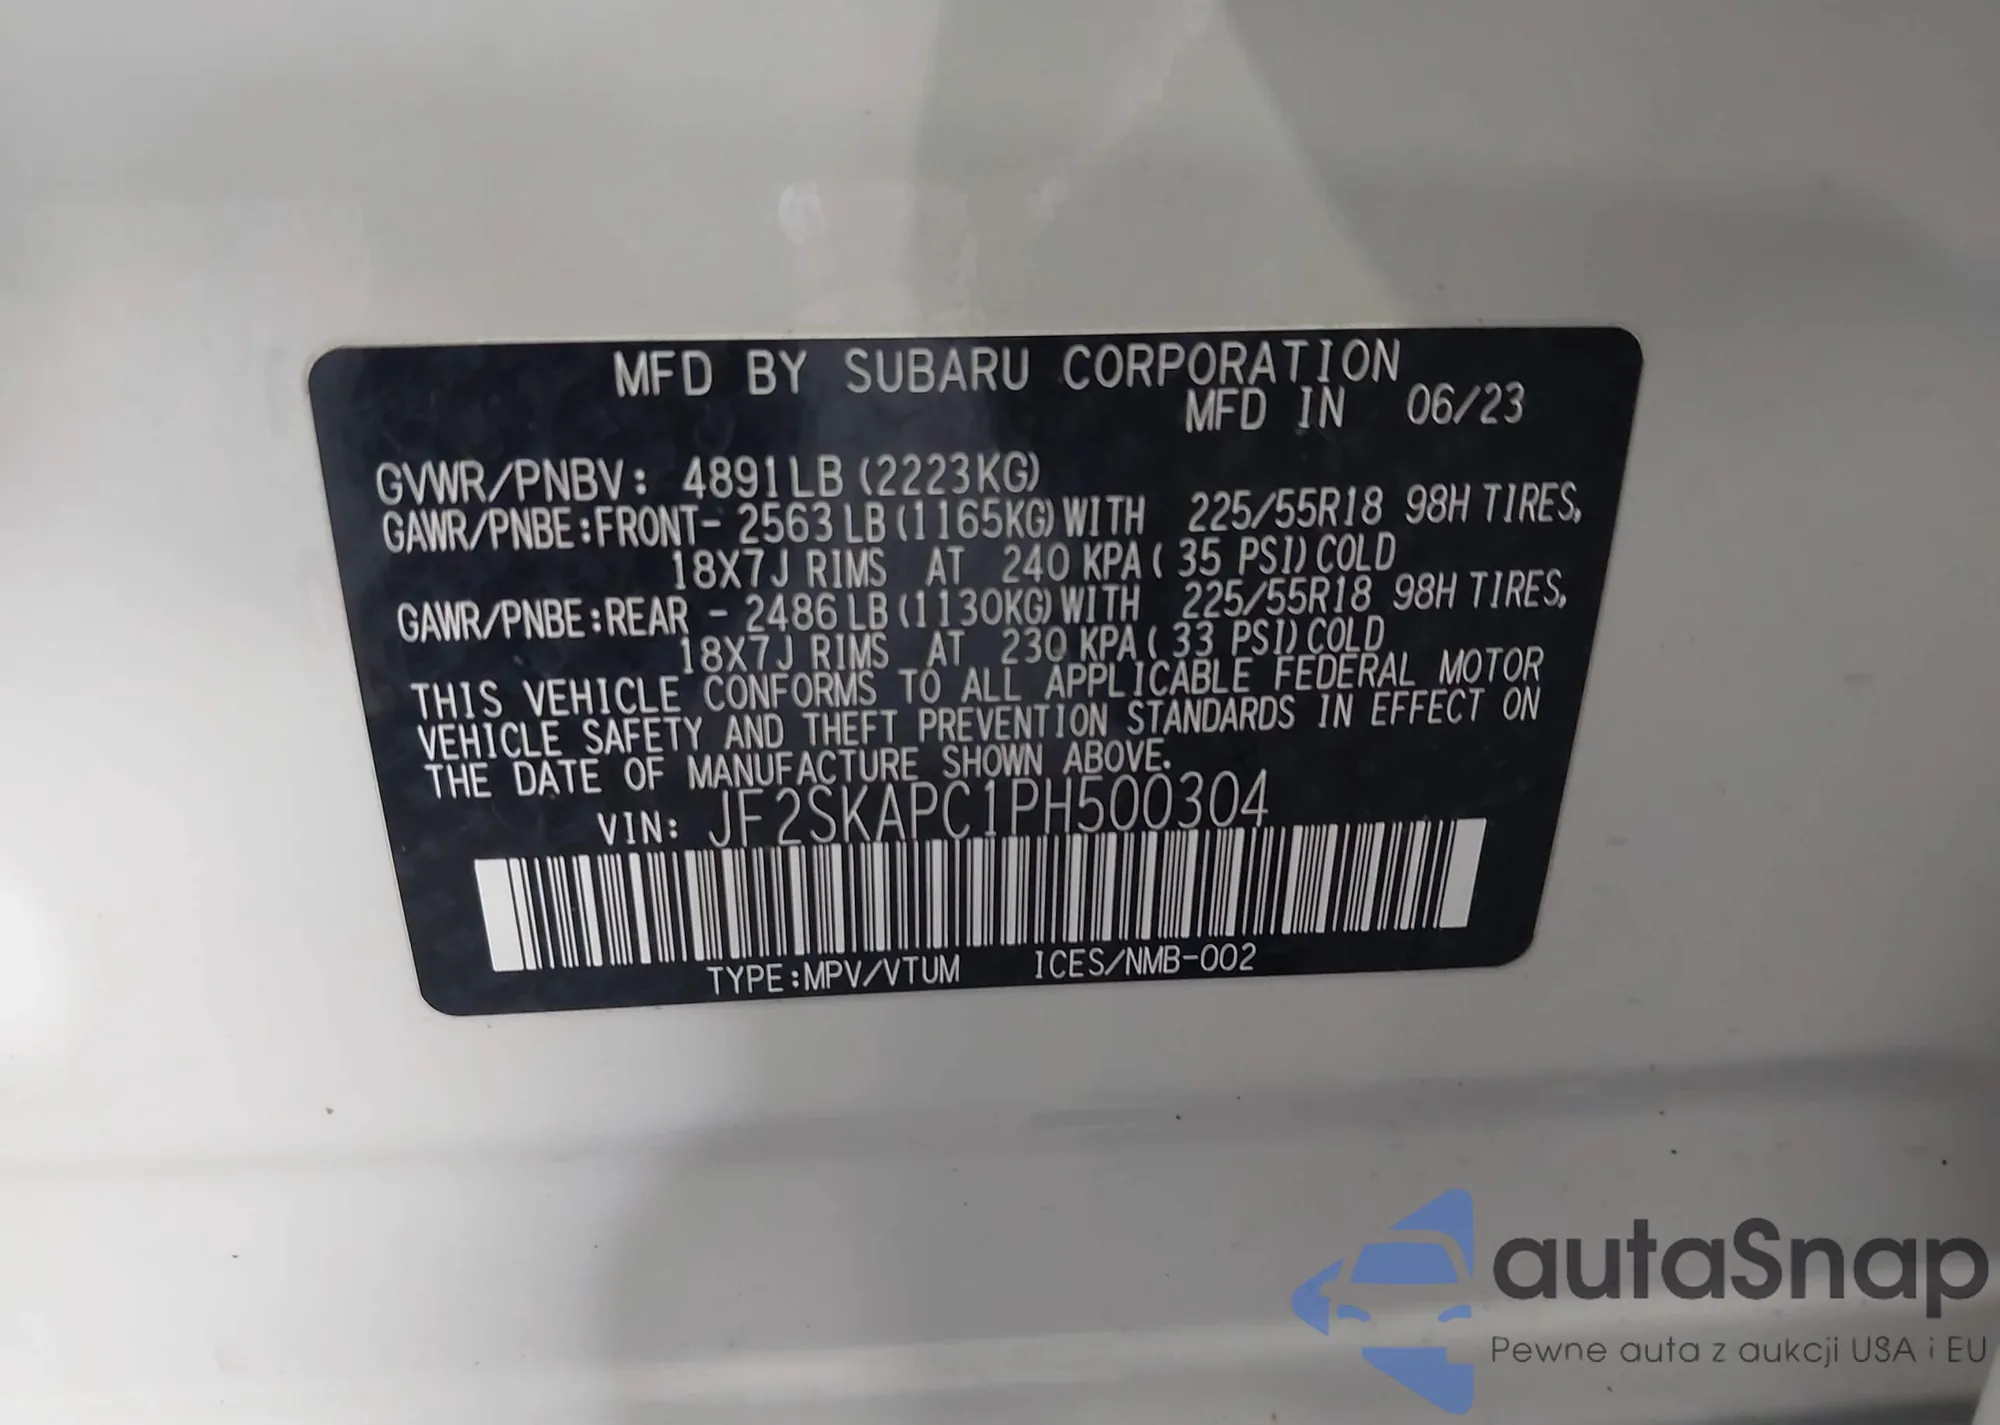 MFD BY SUBARU CORPORATION
MFD IN 06/23
GVWR/PNBV: 4891LB (2223KG)
GAWR/PNBE:FRONT- 2563LB(1165KG)WITH 225/55R18 98H TIRES,
18X7J RIMS AT 240 KPA( 35 PSI)COLD
GAWR/PNBE:REAR - 2486LB(1130KG)WITH 225/55R18 98H TIRES,
18X7J RIMS AT 230 KPA( 33 PSI)COLD
THIS VEHICLE CONFORMS TO ALL APPLICABLE FEDERAL MOTOR
VEHICLE SAFETY AND THEFT PREVENTION STANDARDS IN EFFECT ON
THE DATE OF MANUFACTURE SHOWN ABOVE.
VIN: JF2SKAPC1PH500304
TYPE:MPV/VTUM ICES/NMB-002
autaSnap
Pewne auta z aukcji USA i EU